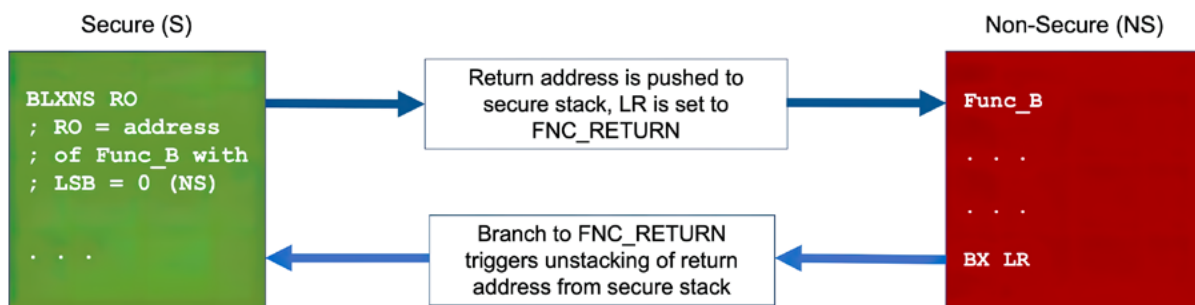 Secure (S)
Non-Secure (NS)
BLXNS RO
; RO = address
; of Func_B with
; LSB = 0 (NS)
. . .
Return address is pushed to
secure stack, LR is set to
FNC_RETURN
Func_B
. . .
. . .
BX LR
Branch to FNC_RETURN
triggers unstacking of return
address from secure stack